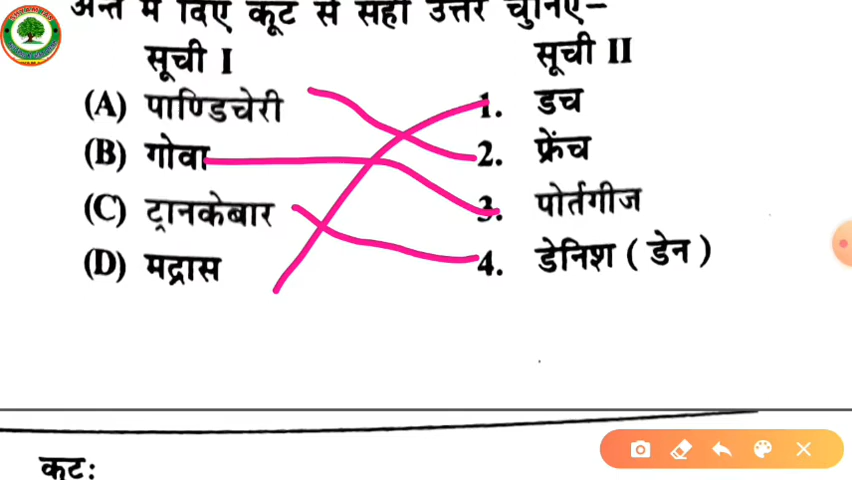 अन्त में दिए कूट से सही उत्तर चुनिए–
सूची I सूची II
(A) पाण्डिचेरी 1. डच
(B) गोवा 2. फ्रेंच
(C) ट्रानकेबार 3. पोर्तगीज
(D) मद्रास 4. डेनिश ( डेन )
कूट: